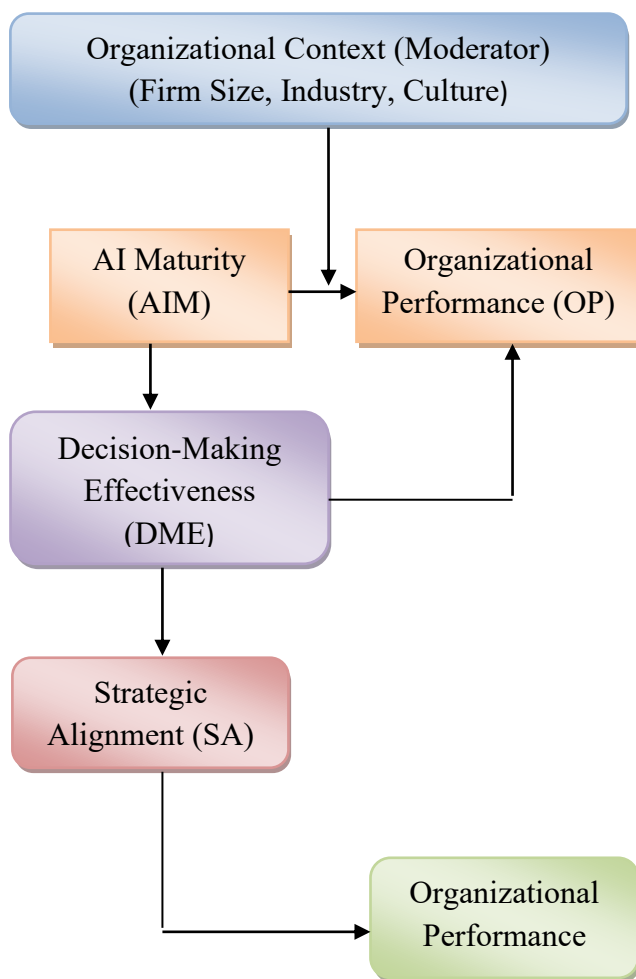 Organizational Context (Moderator)
(Firm Size, Industry, Culture)
AI Maturity
(AIM)
Organizational
Performance (OP)
Decision-Making
Effectiveness
(DME)
Strategic
Alignment (SA)
Organizational
Performance